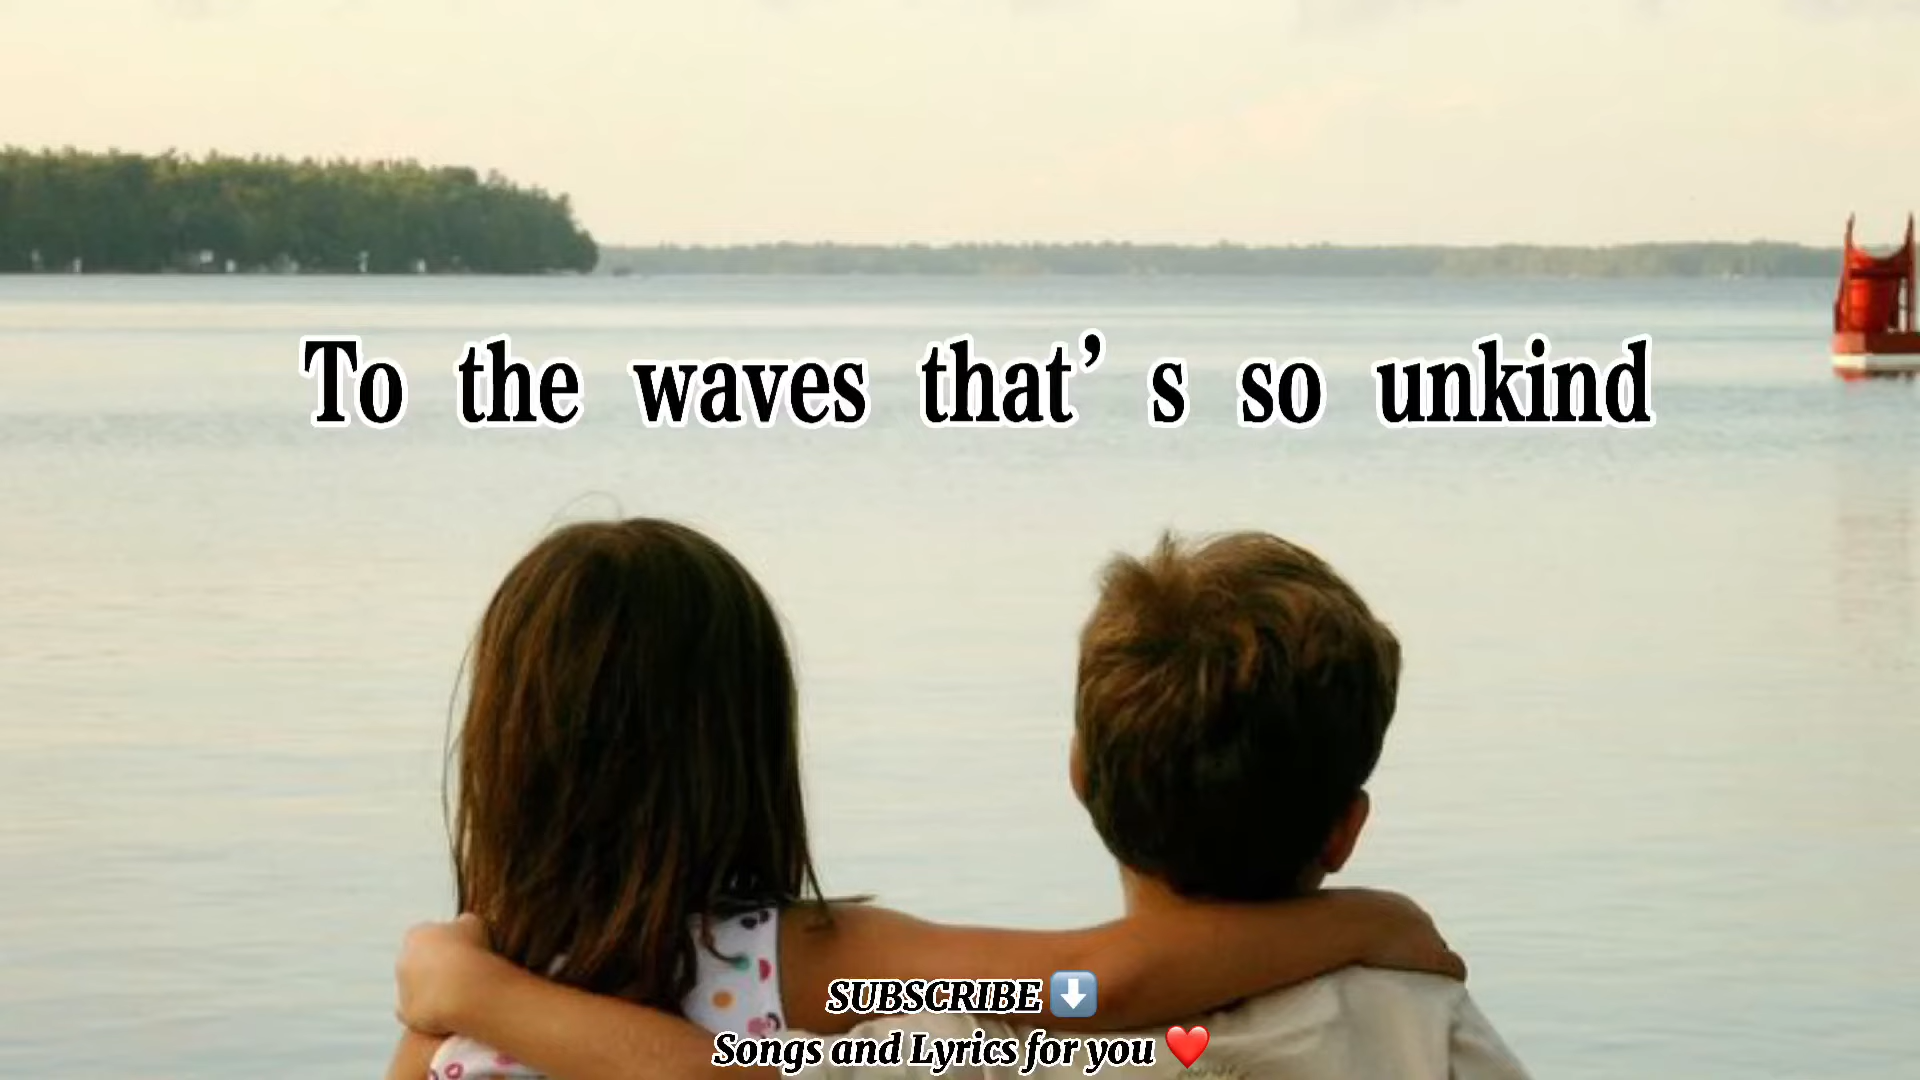 To the waves that’s so unkind
SUBSCRIBE ⬇️
Songs and Lyrics for you ❤️